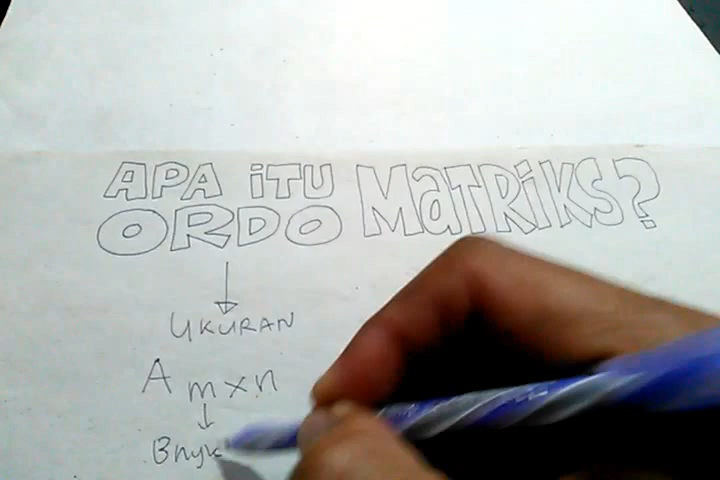 APA iTU MaTRiKS?
ORDO
UKURAN
A m x n
Bnyk